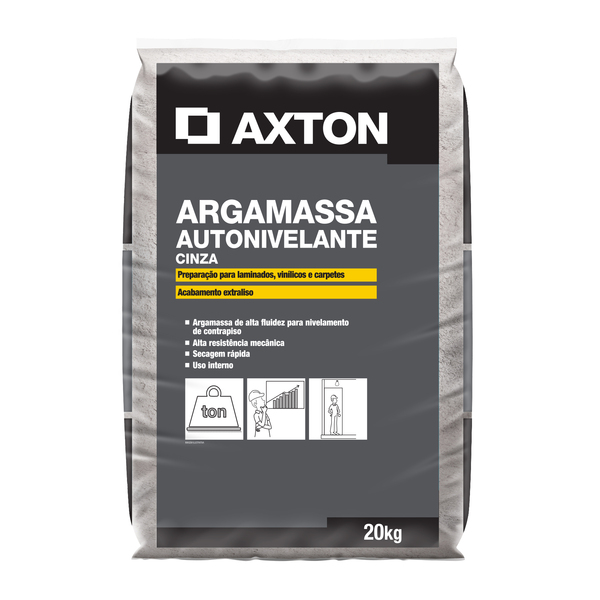 AXTON
ARGAMASSA
AUTONIVELANTE
CINZA
Preparação para laminados, vinílicos e carpetes
Acabamento extraliso
Argamassa de alta fluidez para nivelamento
de contrapiso
Alta resistência mecânica
Secagem rápida
Uso interno
ton
20kg